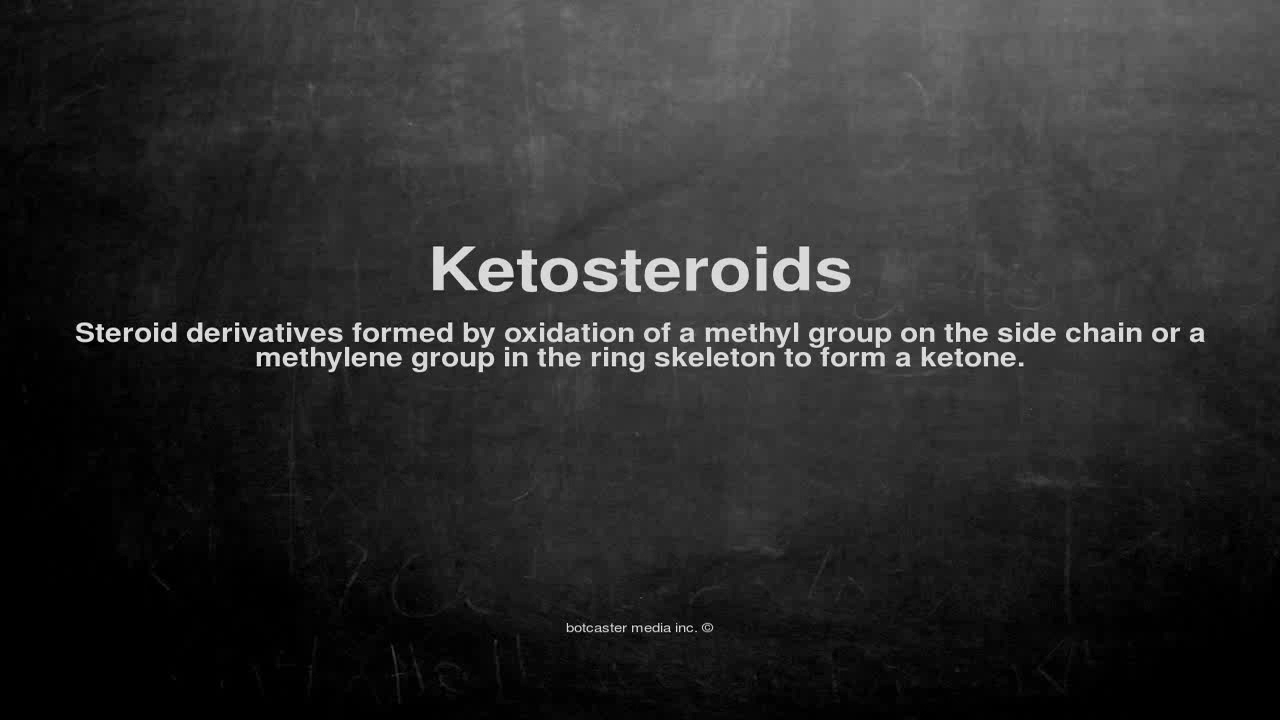 Ketosteroids
Steroid derivatives formed by oxidation of a methyl group on the side chain or a
methylene group in the ring skeleton to form a ketone.
botcaster media inc. ©